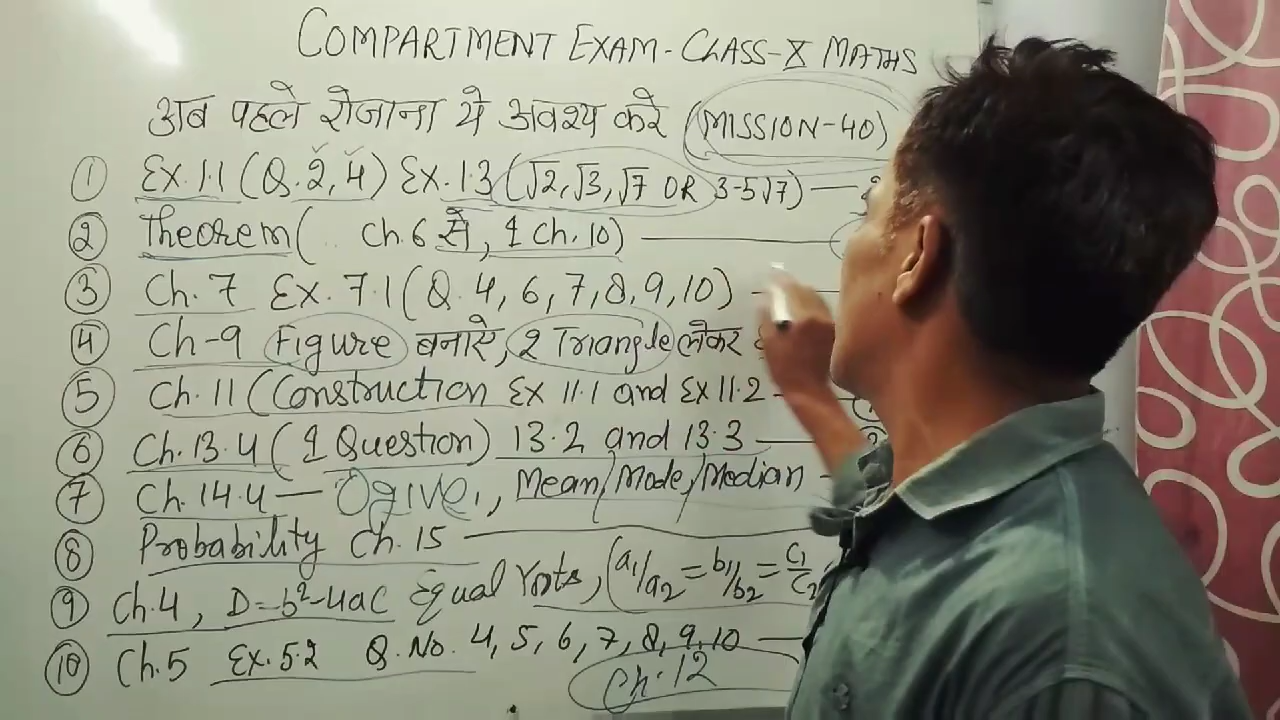 COMPARTMENT EXAM-CLASS-X MATHS
अब पहले रोजाना ये अवश्य करे (MISSION-40)
① Ex.1.1 (Q.2, 4) Ex.1.3 (√2, √3, √7 OR 3-5√7) —
② Theorem ( Ch.6 से, 1 Ch.10) —
③ Ch.7 Ex.7.1 (Q.4, 6, 7, 8, 9, 10) —
④ Ch-9 Figure बनाऐ, 2 Triangle लेकर
⑤ Ch.11 (Construction Ex 11.1 and Ex 11.2 —
⑥ Ch.13.4 (1 Question) 13.2 and 13.3 —
⑦ Ch.14.4 — Ogive, Mean/Mode/Median —
⑧ Probability Ch.15 —
⑨ Ch.4, D=b²-4ac Equal roots, (a₁/a₂ = b₁/b₂ = c₁/c₂
⑩ Ch.5 Ex.5.2 Q.No. 4, 5, 6, 7, 8, 9, 10 —
Ch.12